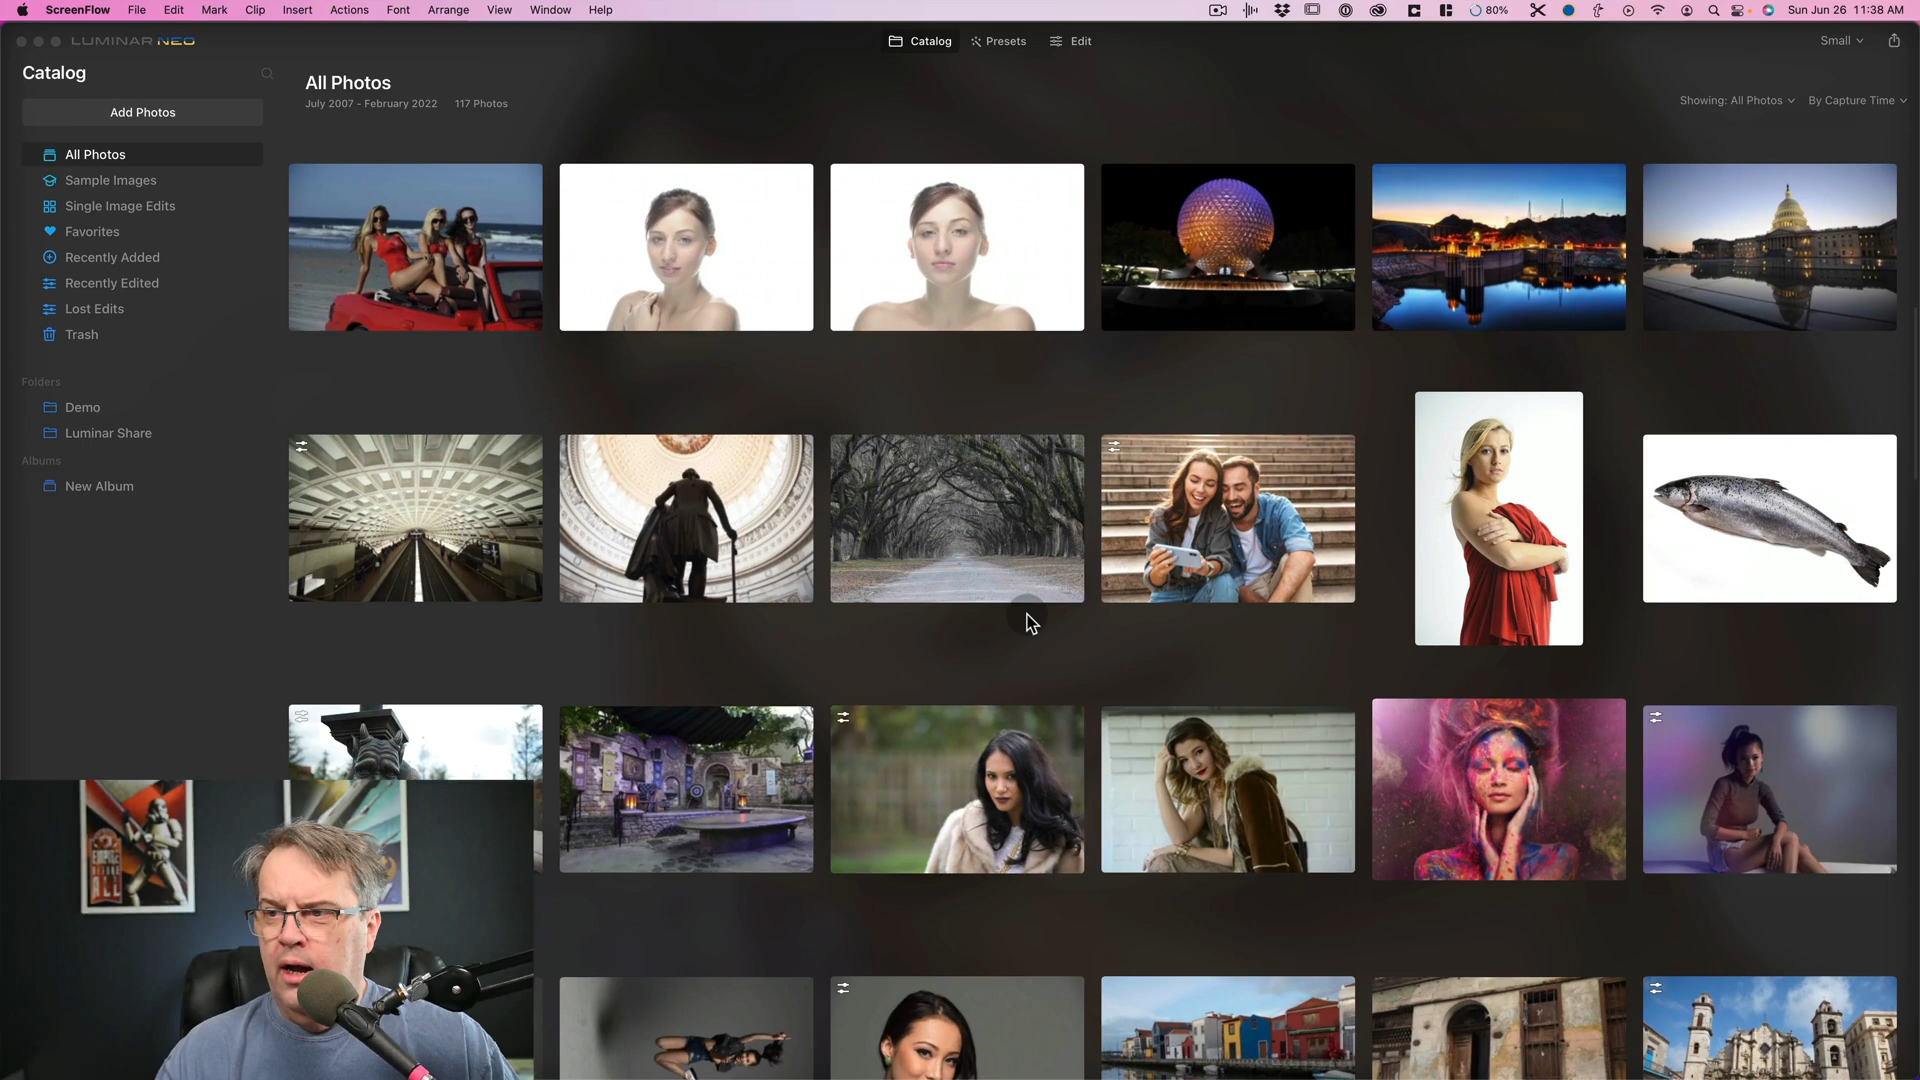 ScreenFlow File Edit Mark Clip Insert Actions Font Arrange View Window Help 80% Sun Jun 26 11:38 AM
LUMINAR NEO Catalog Presets Edit Small
Catalog
Add Photos
All Photos
Sample Images
Single Image Edits
Favorites
Recently Added
Recently Edited
Lost Edits
Trash
Folders
Demo
Luminar Share
Albums
New Album
All Photos
July 2007 - February 2022 117 Photos
Showing: All Photos By Capture Time